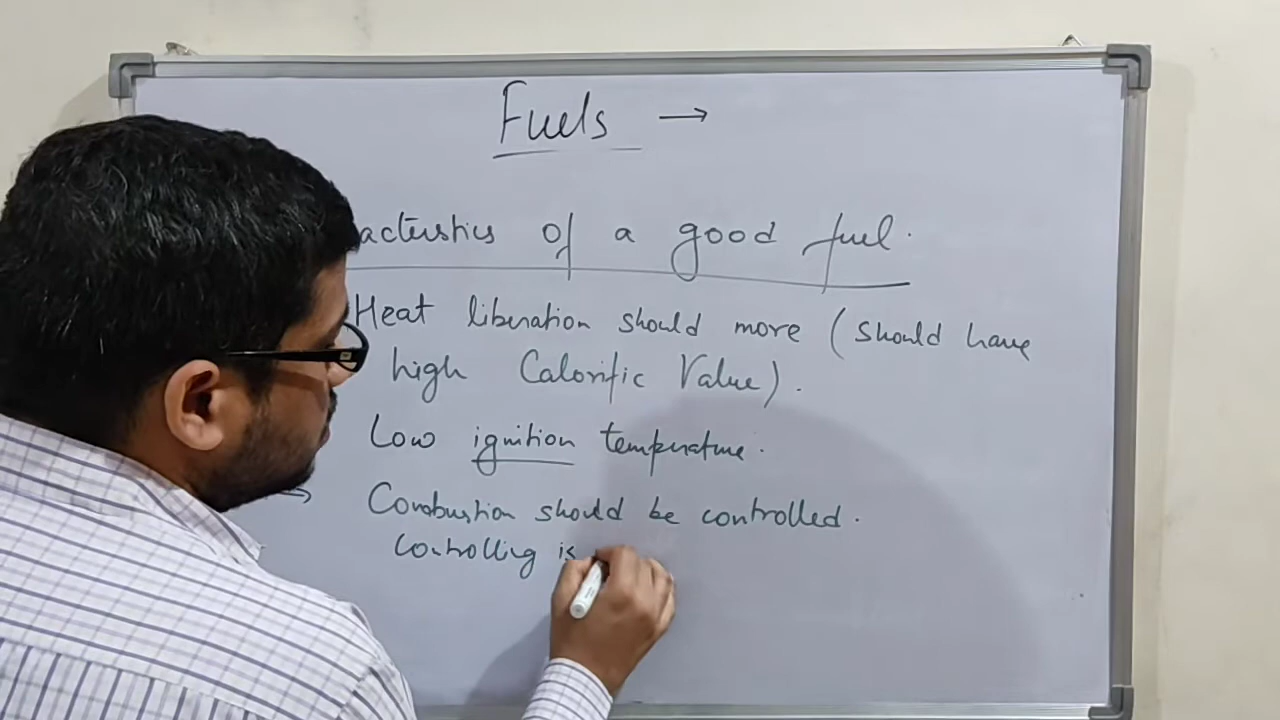 Fuels →
acteristics of a good fuel.
Heat liberation should more (should have
high Calorific Value).
Low ignition temperature.
→ Combustion should be controlled.
Controlling is